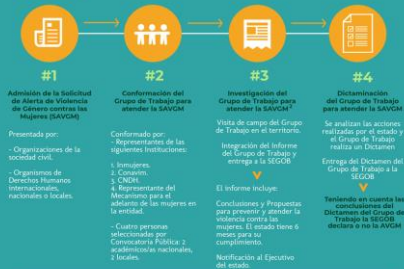 #1
Admisión de la Solicitud
de Alerta de Violencia
de Género contra las
Mujeres (SAVGM)
Presentada por:
- Organizaciones de la
sociedad civil.
- Organismos de
Derechos Humanos
internacionales,
nacionales o locales.
#2
Conformación del
Grupo de Trabajo para
atender la SAVGM
Conformado por:
- Representantes de las
siguientes Instituciones:
1. Inmujeres.
2. Conavim.
3. CNDH.
4. Representante del
Mecanismo para el
adelanto de las mujeres en
la entidad.
- Cuatro personas
seleccionadas por
Convocatoria Pública: 2
académicos/as nacionales,
2 locales.
#3
Investigación del
Grupo de Trabajo para
atender la SAVGM
Visita de campo del Grupo
de Trabajo en el territorio.
Integración del Informe
del Grupo de Trabajo y
entrega a la SEGOB
El informe incluye:
Conclusiones y Propuestas
para prevenir y atender la
violencia contra las
mujeres. El estado tiene 6
meses para su
cumplimiento.
Notificación al Ejecutivo
del estado
#4
Dictaminación
del Grupo de Trabajo
para atender la SAVGM
Se analizan las acciones
realizadas por el estado y
el Grupo de Trabajo
realiza un Dictamen
Entrega del Dictamen del
Grupo de Trabajo a la
SEGOB
Teniendo en cuenta las
conclusiones del
Dictamen del Grupo de
Trabajo la SEGOB
declara o no la AVGM